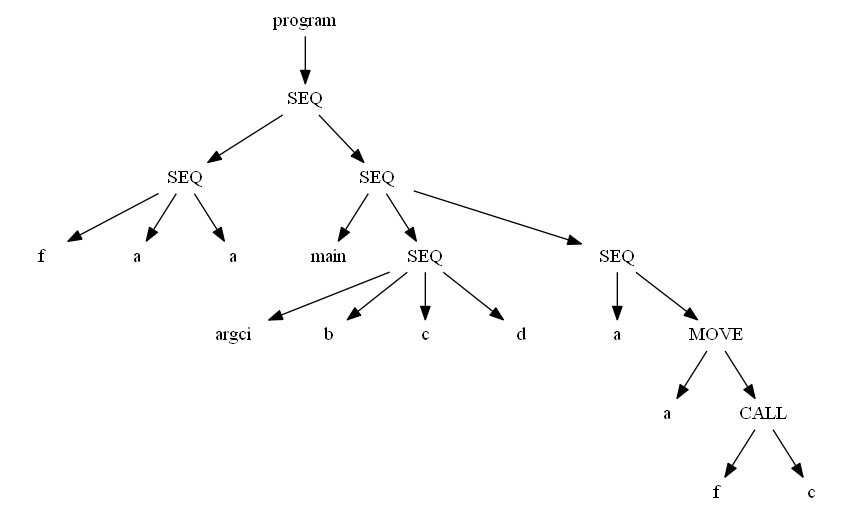 program
SEQ
SEQ SEQ
f a a main SEQ SEQ
argci b c d a MOVE
a CALL
f c